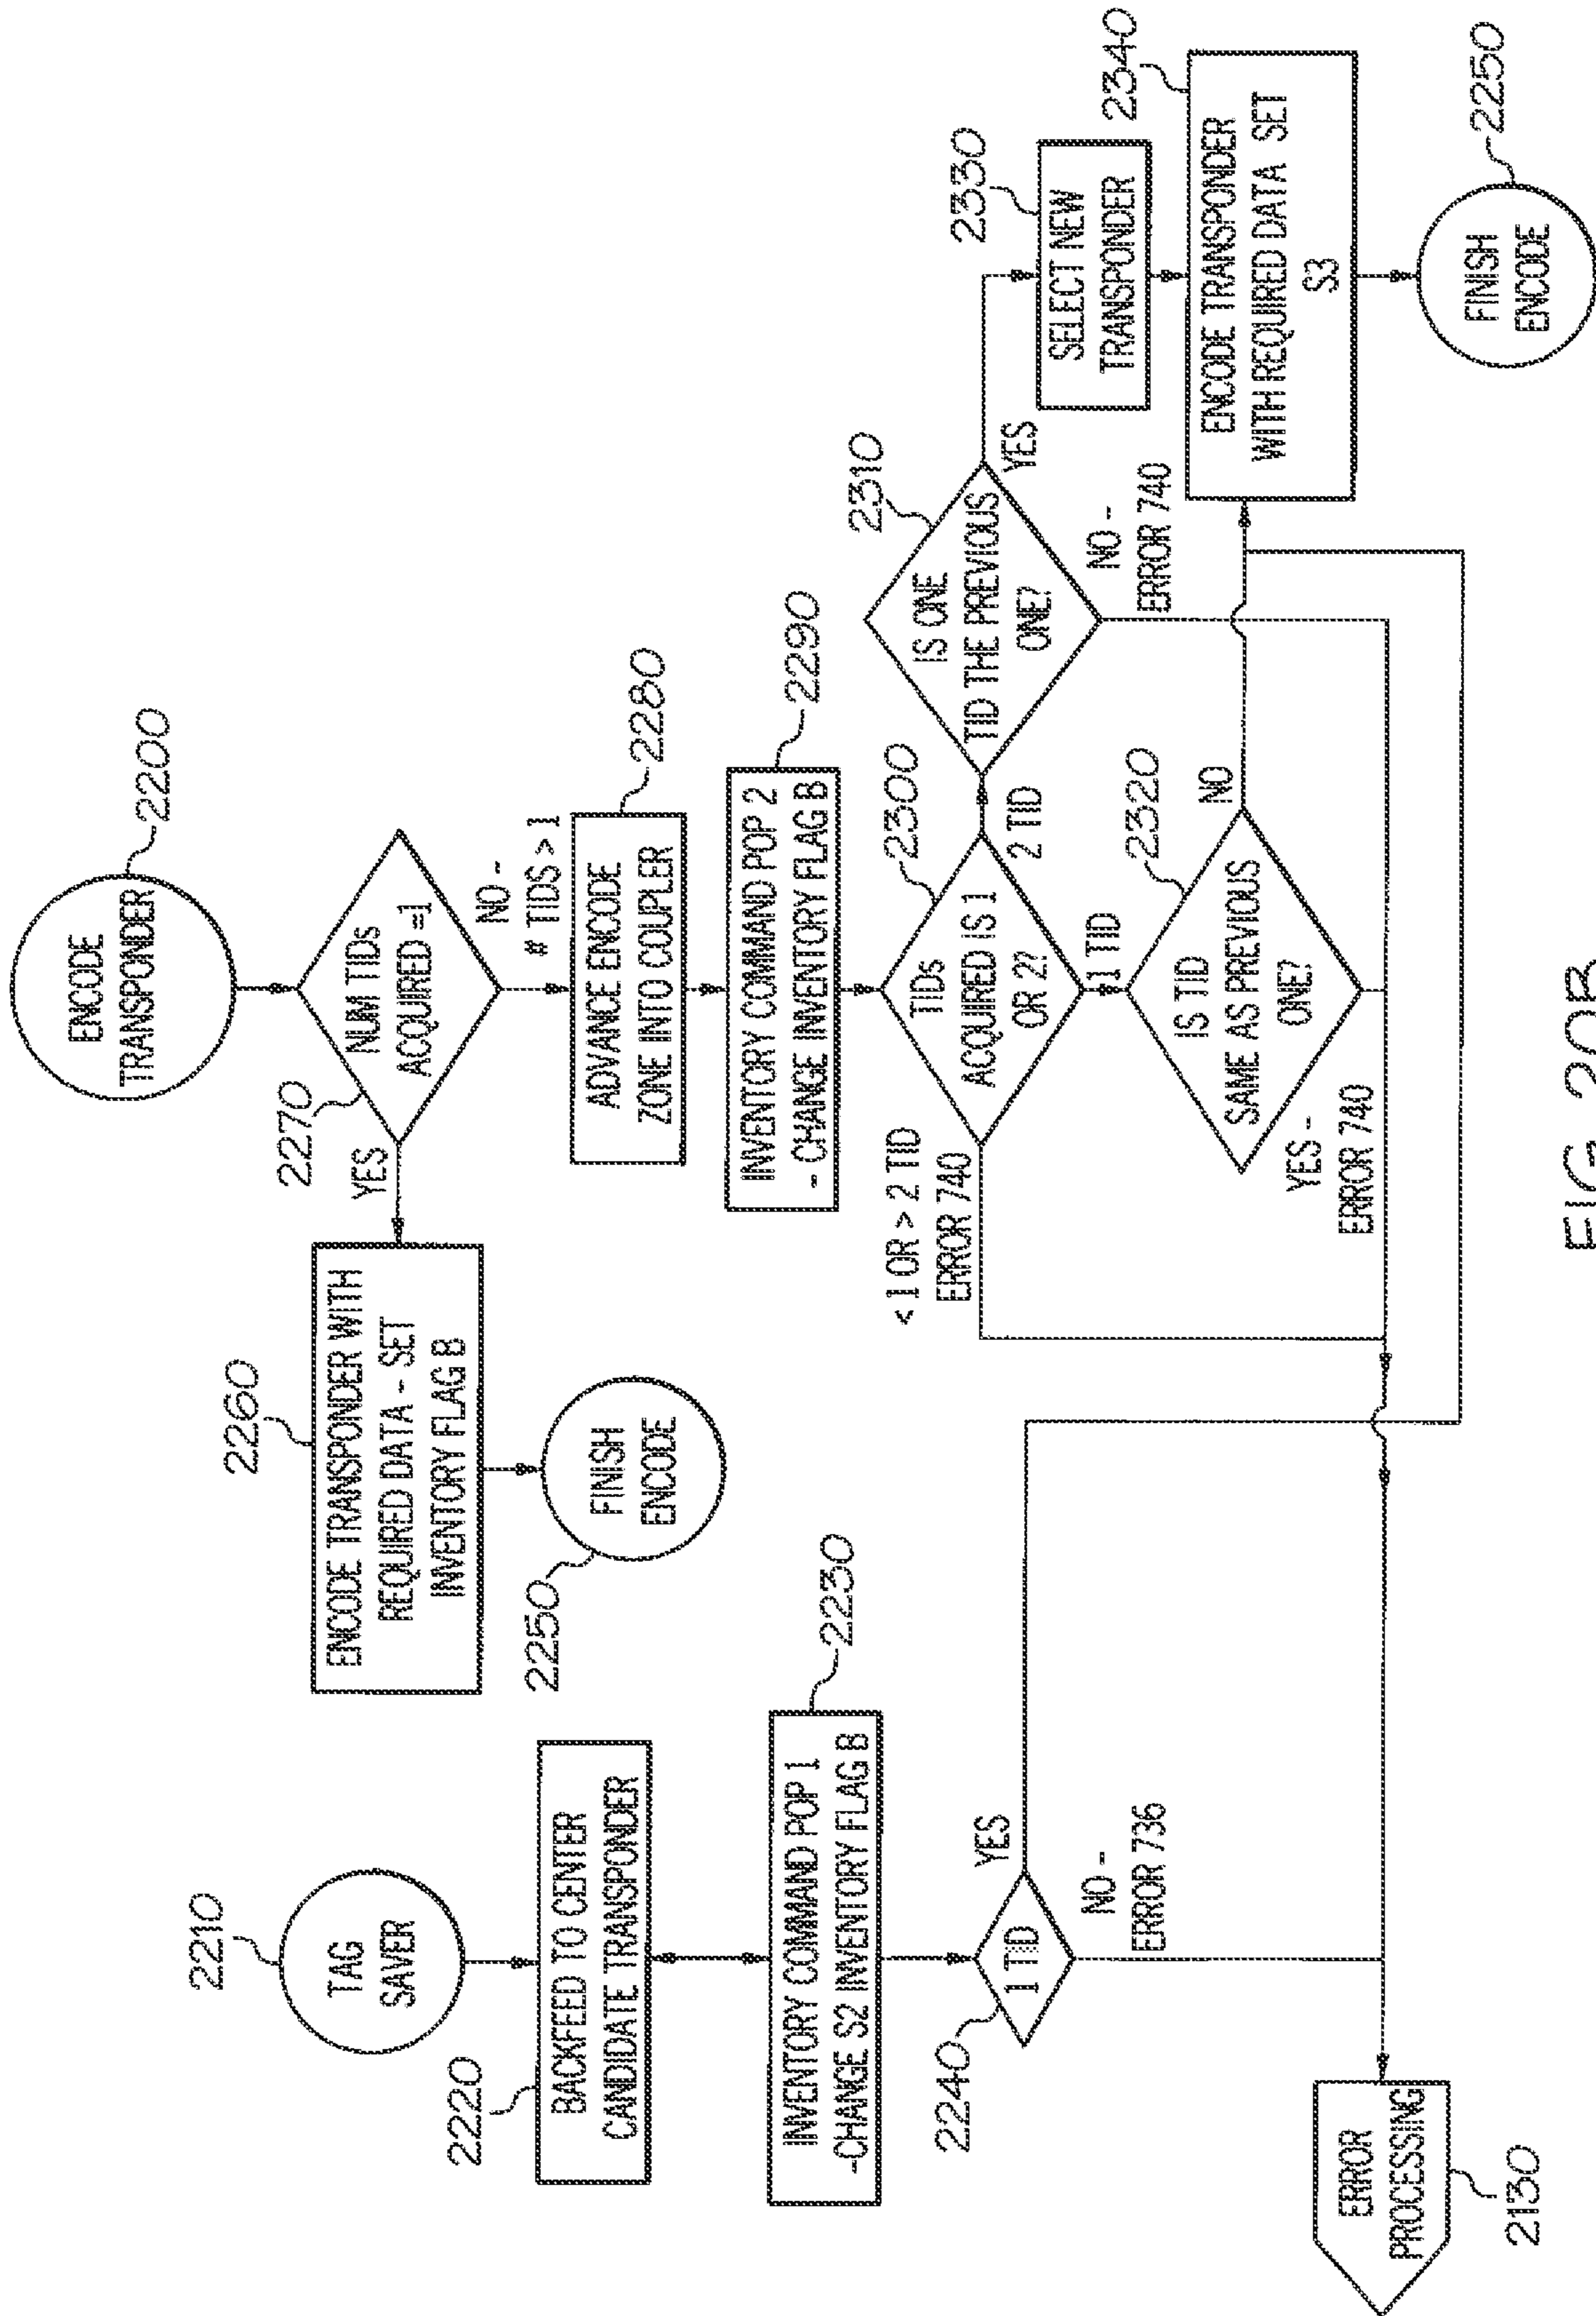 ENCODE
TRANSPONDER
2200
2270
NUM TIDs
ACQUIRED =1
YES
NO -
# TIDS > 1
2260
ENCODE TRANSPONDER WITH
REQUIRED DATA - SET
INVENTORY FLAG B
2250
FINISH
ENCODE
2280
ADVANCE ENCODE
ZONE INTO COUPLER
2290
INVENTORY COMMAND POP 2
- CHANGE INVENTORY FLAG B
2300
TIDs
ACQUIRED IS 1
OR 2?
< 1 OR > 2 TID
ERROR 740
2 TID
1 TID
2310
IS ONE
TID THE PREVIOUS
ONE?
YES
NO -
ERROR 740
2320
IS TID
SAME AS PREVIOUS
ONE?
NO
YES -
ERROR 740
2330
SELECT NEW
TRANSPONDER
2340
ENCODE TRANSPONDER
WITH REQUIRED DATA SET
S3
2250
FINISH
ENCODE
2210
TAG
SAVER
2220
BACKFEED TO CENTER
CANDIDATE TRANSPONDER
2230
INVENTORY COMMAND POP 1
-CHANGE S2 INVENTORY FLAG B
2240
1 TID
YES
NO -
ERROR 736
ERROR
PROCESSING
2130
FIG. 20B